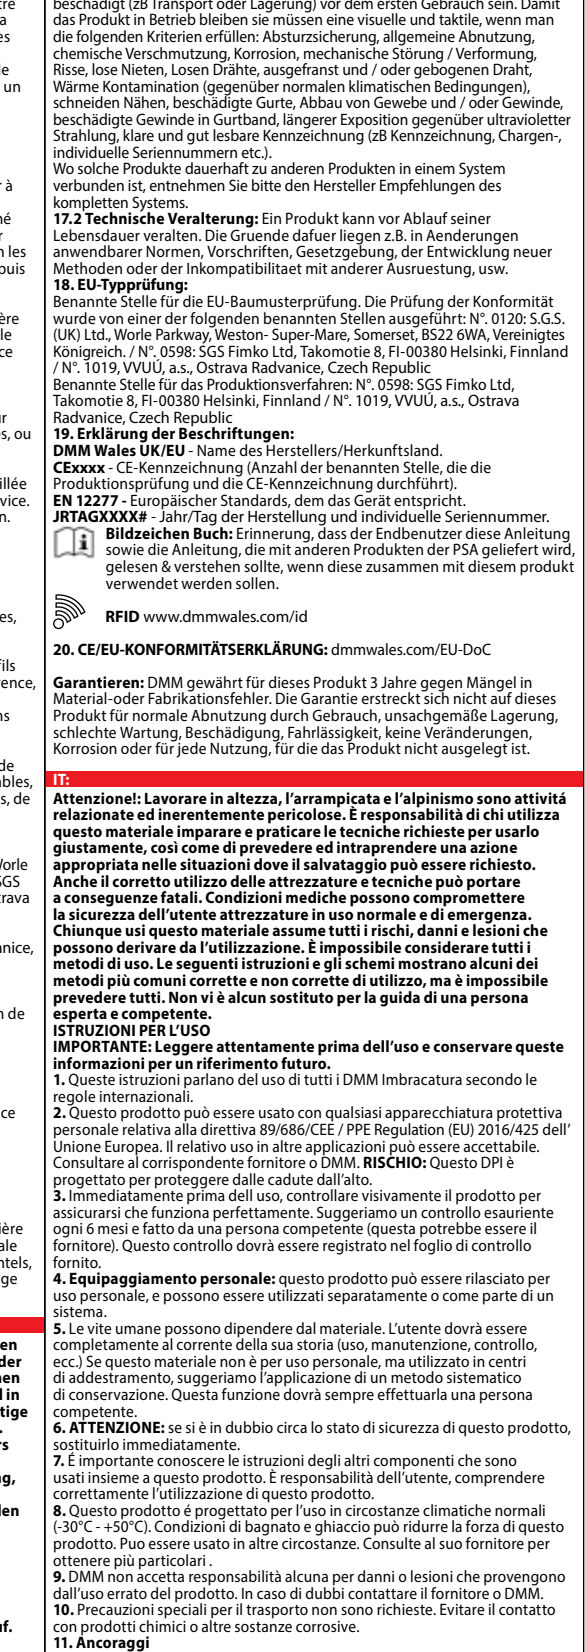 beschädigt (zB Transport oder Lagerung) vor dem ersten Gebrauch sein. Damit
das Produkt in Betrieb bleiben sie müssen eine visuelle und taktile, wenn man
die folgenden Kriterien erfüllen: Absturzsicherung, allgemeine Abnutzung,
chemische Verschmutzung, Korrosion, mechanische Störung / Verformung,
Risse, lose Nieten, Losen Drähte, ausgefranst und / oder gebogenen Draht,
Wärme Kontamination (gegenüber normalen klimatischen Bedingungen),
schneiden Nähen, beschädigte Gurte, Abbau von Gewebe und / oder Gewinde,
beschädigte Gewinde in Gurtband, längerer Exposition gegenüber ultravioletter
Strahlung, klare und gut lesbare Kennzeichnung (zB Kennzeichnung, Chargen-,
individuelle Seriennummern etc.).
Wo solche Produkte dauerhaft zu anderen Produkten in einem System
verbunden ist, entnehmen Sie bitte den Hersteller Empfehlungen des
kompletten Systems.
17.2 Technische Veralterung: Ein Produkt kann vor Ablauf seiner
Lebensdauer veralten. Die Gruende dafuer liegen z.B. in Aenderungen
anwendbarer Normen, Vorschriften, Gesetzgebung, der Entwicklung neuer
Methoden oder der Inkompatibilitaet mit anderer Ausruestung, usw.
18. EU-Typprüfung:
Benannte Stelle für die EU-Baumusterprüfung. Die Prüfung der Konformität
wurde von einer der folgenden benannten Stellen ausgeführt: N°. 0120: S.G.S.
(UK) Ltd., Worle Parkway, Weston- Super-Mare, Somerset, BS22 6WA, Vereinigtes
Königreich. / N°. 0598: SGS Fimko Ltd, Takomotie 8, FI-00380 Helsinki, Finnland
/ N°. 1019, VVUÚ, a.s., Ostrava Radvanice, Czech Republic
Benannte Stelle für das Produktionsverfahren: N°. 0598: SGS Fimko Ltd,
Takomotie 8, FI-00380 Helsinki, Finnland / N°. 1019, VVUÚ, a.s., Ostrava
Radvanice, Czech Republic
19. Erklärung der Beschriftungen:
DMM Wales UK/EU - Name des Herstellers/Herkunftsland.
CExxxx - CE-Kennzeichnung (Anzahl der benannten Stelle, die die
Produktionsprüfung und die CE-Kennzeichnung durchführt).
EN 12277 - Europäischer Standards, dem das Gerät entspricht.
JRTAGXXXX# - Jahr/Tag der Herstellung und individuelle Seriennummer.
Bildzeichen Buch: Erinnerung, dass der Endbenutzer diese Anleitung
sowie die Anleitung, die mit anderen Produkten der PSA geliefert wird,
gelesen & verstehen sollte, wenn diese zusammen mit diesem produkt
verwendet werden sollen.
RFID www.dmmwales.com/id
20. CE/EU-KONFORMITÄTSERKLÄRUNG: dmmwales.com/EU-DoC
Garantieren: DMM gewährt für dieses Produkt 3 Jahre gegen Mängel in
Material-oder Fabrikationsfehler. Die Garantie erstreckt sich nicht auf dieses
Produkt für normale Abnutzung durch Gebrauch, unsachgemäße Lagerung,
schlechte Wartung, Beschädigung, Fahrlässigkeit, keine Veränderungen,
Korrosion oder für jede Nutzung, für die das Produkt nicht ausgelegt ist.
IT:
Attenzione!: Lavorare in altezza, l'arrampicata e l'alpinismo sono attivitá
relazionate ed inerentemente pericolose. È responsabilità di chi utilizza
questo materiale imparare e praticare le tecniche richieste per usarlo
giustamente, così come di prevedere ed intraprendere una azione
appropriata nelle situazioni dove il salvataggio può essere richiesto.
Anche il corretto utilizzo delle attrezzature e tecniche può portare
a conseguenze fatali. Condizioni mediche possono compromettere
la sicurezza dell'utente attrezzature in uso normale e di emergenza.
Chiunque usi questo materiale assume tutti i rischi, danni e lesioni che
possono derivare da l'utilizzazione. È impossibile considerare tutti i
metodi di uso. Le seguenti istruzioni e gli schemi mostrano alcuni dei
metodi più comuni corrette e non corrette di utilizzo, ma è impossibile
prevedere tutti. Non vi è alcun sostituto per la guida di una persona
esperta e competente.
ISTRUZIONI PER L'USO
IMPORTANTE: Leggere attentamente prima dell'uso e conservare queste
informazioni per un riferimento futuro.
1. Queste istruzioni parlano del uso di tutti i DMM Imbracatura secondo le
regole internazionali.
2. Questo prodotto può essere usato con qualsiasi apparecchiatura protettiva
personale relativa alla direttiva 89/686/CEE / PPE Regulation (EU) 2016/425 dell'
Unione Europea. Il relativo uso in altre applicazioni può essere accettabile.
Consultare al corrispondente fornitore o DMM. RISCHIO: Questo DPI è
progettato per proteggere dalle cadute dall'alto.
3. Immediatamente prima dell uso, controllare visivamente il prodotto per
assicurarsi che funziona perfettamente. Suggeriamo un controllo esauriente
ogni 6 mesi e fatto da una persona competente (questa potrebbe essere il
fornitore). Questo controllo dovrà essere registrato nel foglio di controllo
fornito.
4. Equipaggiamento personale: questo prodotto può essere rilasciato per
uso personale, e possono essere utilizzati separatamente o come parte di un
sistema.
5. Le vite umane possono dipendere dal materiale. L'utente dovrà essere
completamente al corrente della sua storia (uso, manutenzione, controllo,
ecc.) Se questo materiale non è per uso personale, ma utilizzato in centri
di addestramento, suggeriamo l'applicazione di un metodo sistematico
di conservazione. Questa funzione dovrà sempre effettuarla una persona
competente.
6. ATTENZIONE: se si è in dubbio circa lo stato di sicurezza di questo prodotto,
sostituirlo immediatamente.
7. É importante conoscere le istruzioni degli altri componenti che sono
usati insieme a questo prodotto. È responsabilità dell'utente, comprendere
correttamente l'utilizzazione di questo prodotto.
8. Questo prodotto é progettato per l'uso in circostanze climatiche normali
(-30°C - +50°C). Condizioni di bagnato e ghiaccio può ridurre la forza di questo
prodotto. Puo essere usato in altre circostanze. Consulte al suo fornitore per
ottenere più particolari .
9. DMM non accetta responsabilità alcuna per danni o lesioni che provengono
dall'uso errato del prodotto. In caso di dubbi contattare il fornitore o DMM.
10. Precauzioni speciali per il trasporto non sono richieste. Evitare il contatto
con prodotti chimici o altre sostanze corrosive.
11. Ancoraggi